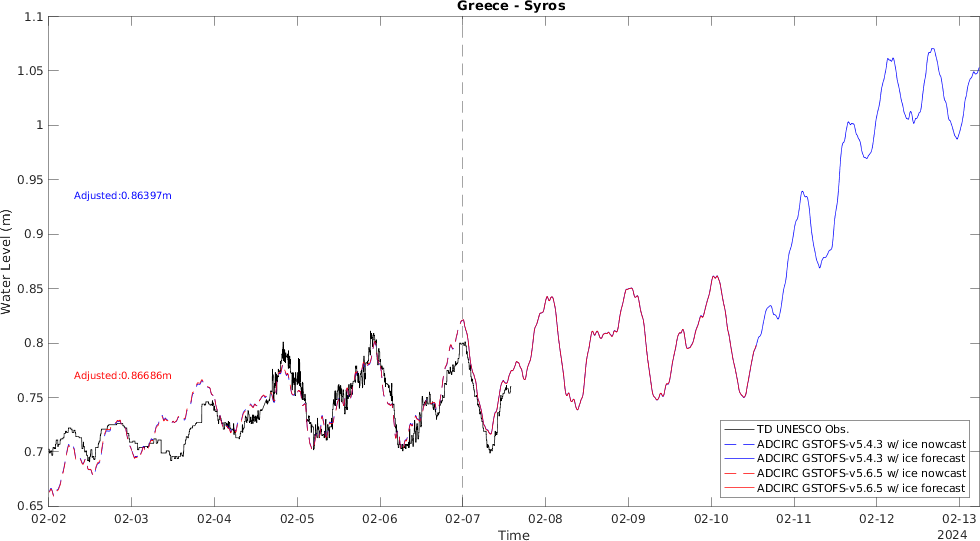 Greece - Syros
1.1
1.05
1
0.95
0.9
0.85
0.8
0.75
0.7
0.65
Water Level (m)
Adjusted:0.86397m
Adjusted:0.86686m
TD UNESCO Obs.
ADCIRC GSTOFS-v5.4.3 w/ ice nowcast
ADCIRC GSTOFS-v5.4.3 w/ ice forecast
ADCIRC GSTOFS-v5.6.5 w/ ice nowcast
ADCIRC GSTOFS-v5.6.5 w/ ice forecast
02-02 02-03 02-04 02-05 02-06 02-07 02-08 02-09 02-10 02-11 02-12 02-13
Time
2024